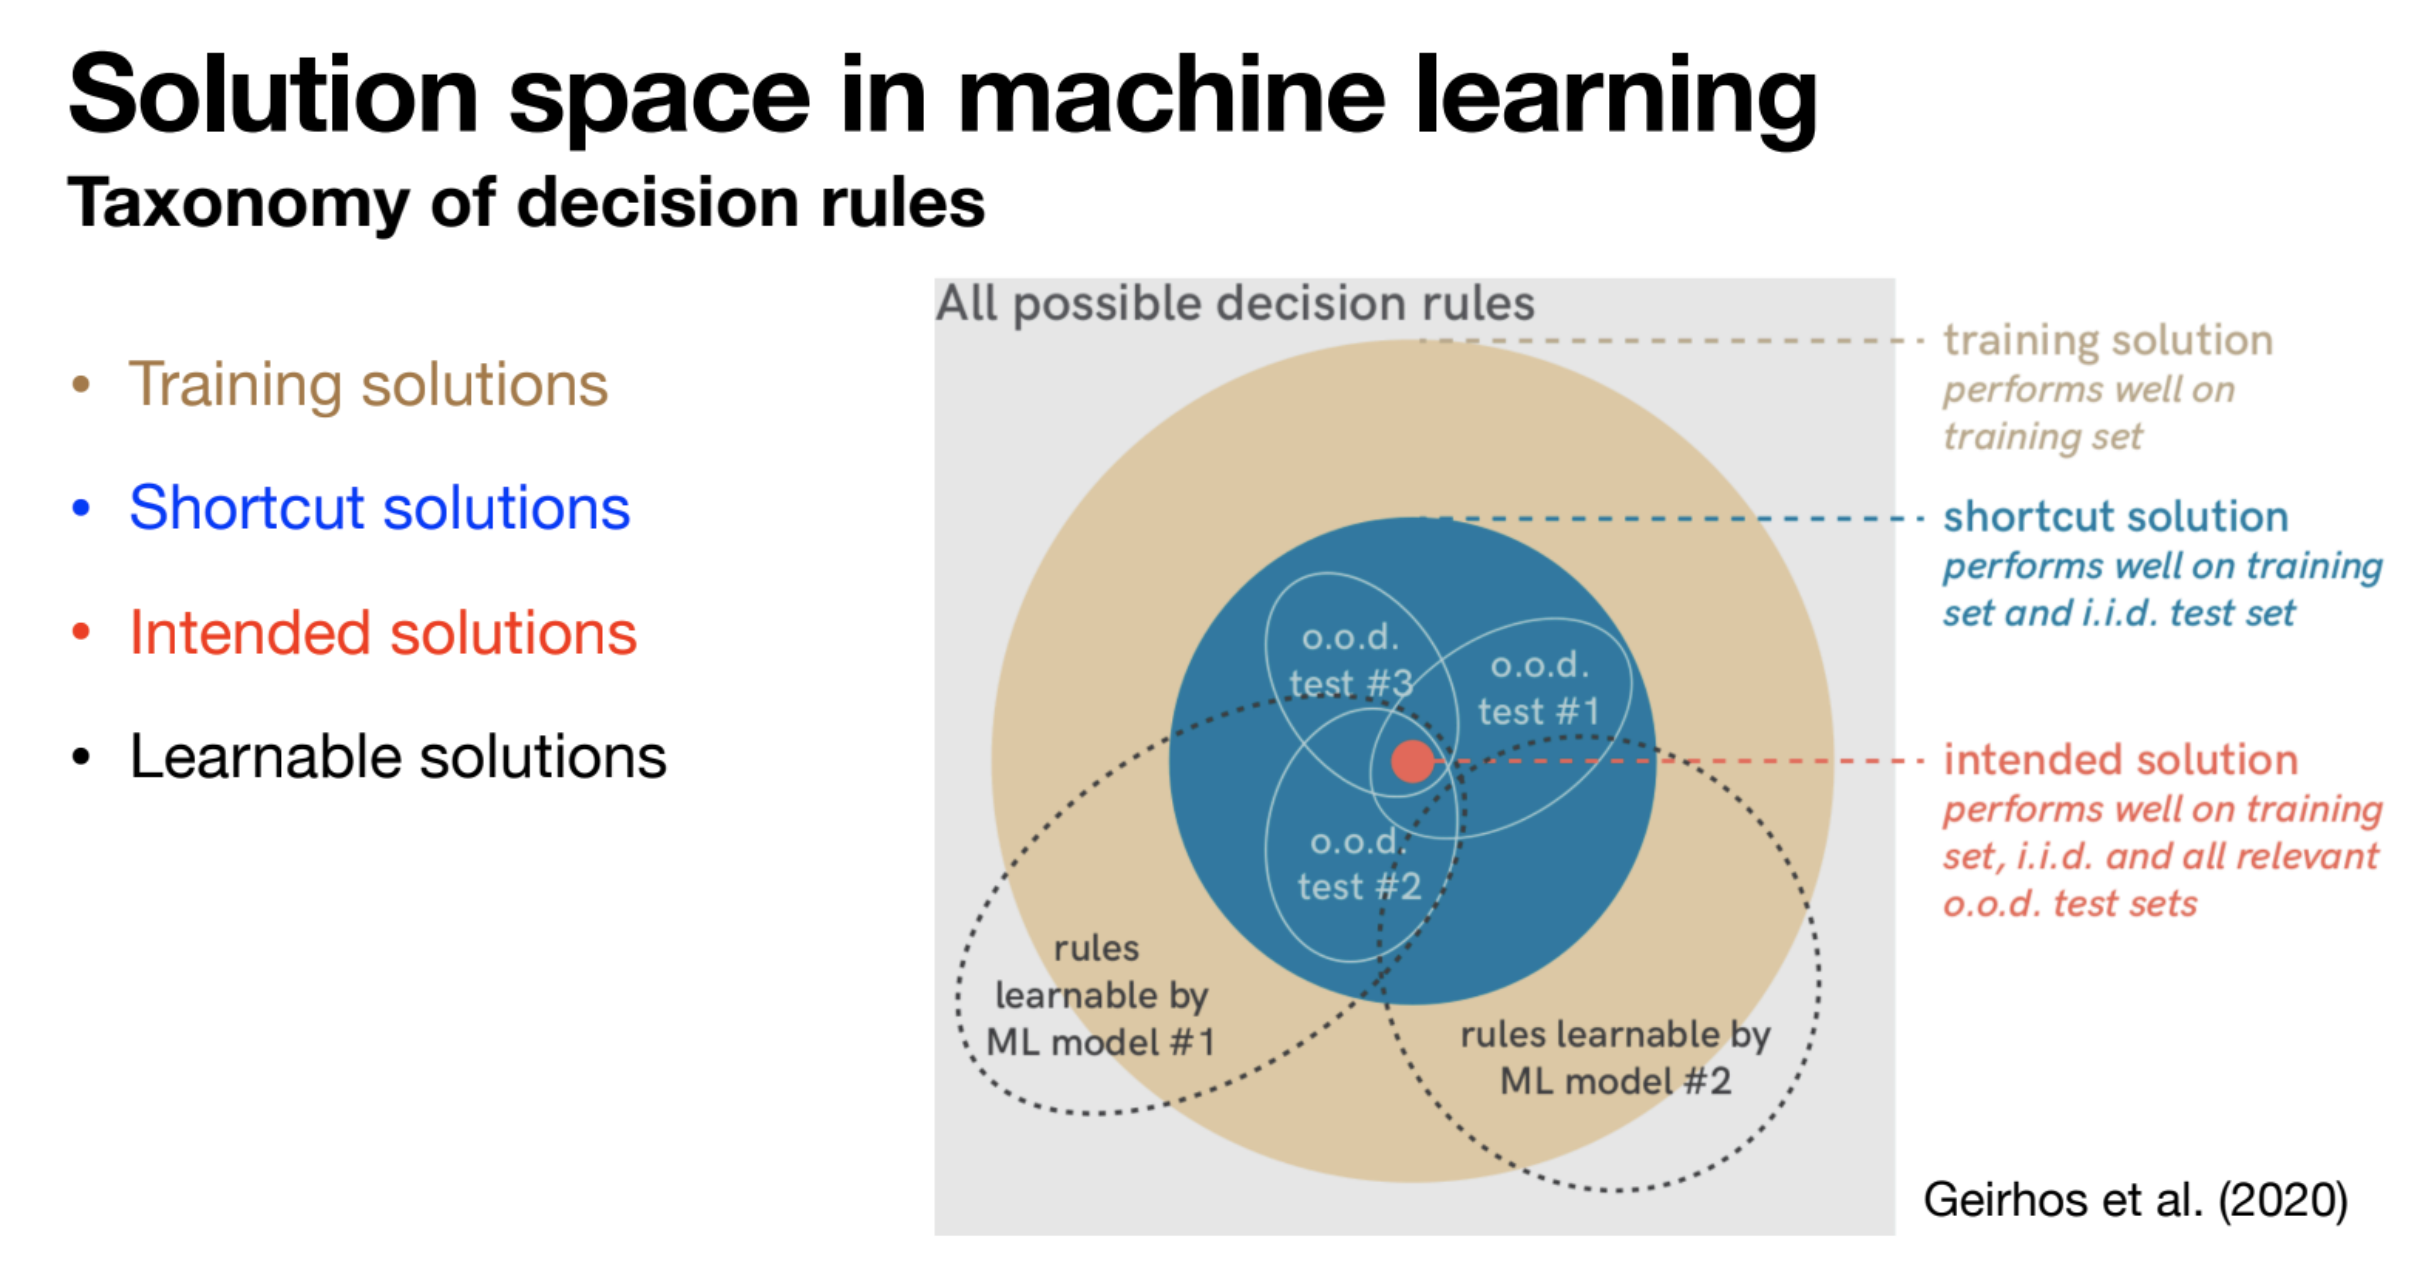 Solution space in machine learning
Taxonomy of decision rules
• Training solutions
• Shortcut solutions
• Intended solutions
• Learnable solutions
All possible decision rules
o.o.d.
test #3
o.o.d.
test #1
o.o.d.
test #2
rules
learnable by
ML model #1
rules learnable by
ML model #2
training solution
performs well on
training set
shortcut solution
performs well on training
set and i.i.d. test set
intended solution
performs well on training
set, i.i.d. and all relevant
o.o.d. test sets
Geirhos et al. (2020)